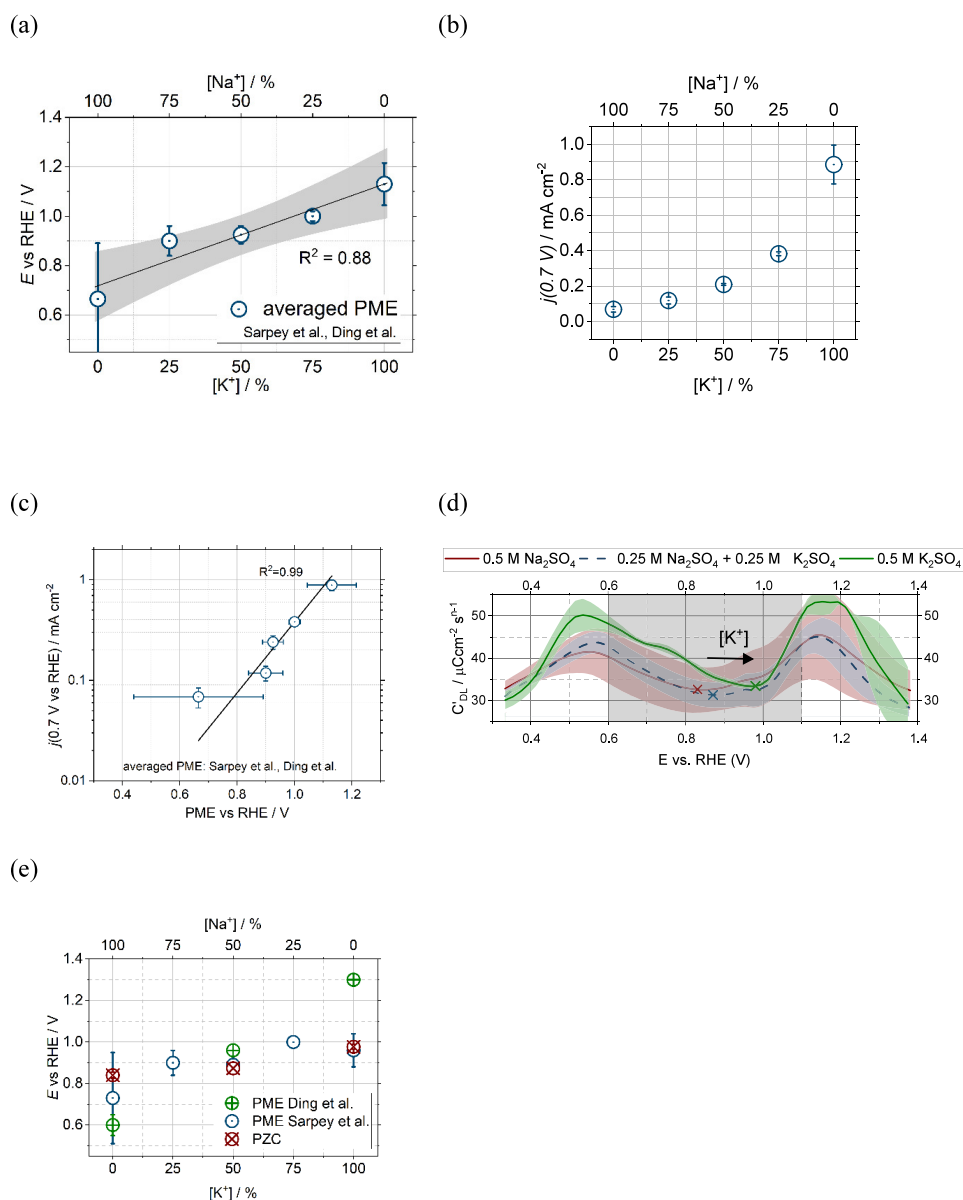 (a)
[Na⁺] / %
100 75 50 25 0
1.4
1.2
1.0
0.8
0.6
E vs RHE / V
R² = 0.88
averaged PME
Sarpey et al., Ding et al.
0 25 50 75 100
[K⁺] / %
(b)
[Na⁺] / %
100 75 50 25 0
1.0
0.8
0.6
0.4
0.2
0.0
j(0.7 V) / mA cm⁻²
0 25 50 75 100
[K⁺] / %
(c)
R²=0.99
1
0.1
0.01
j(0.7 V vs RHE) / mA cm⁻²
averaged PME: Sarpey et al., Ding et al.
0.4 0.6 0.8 1.0 1.2
PME vs RHE / V
(d)
0.5 M Na₂SO₄ 0.25 M Na₂SO₄ + 0.25 M K₂SO₄ 0.5 M K₂SO₄
0.4 0.6 0.8 1.0 1.2 1.4
50 50
40 40
30 30
[K⁺]
C'DL / µCcm⁻² sⁿ⁻¹
0.4 0.6 0.8 1.0 1.2 1.4
E vs. RHE (V)
(e)
[Na⁺] / %
100 75 50 25 0
1.4
1.2
1.0
0.8
0.6
E vs RHE / V
PME Ding et al.
PME Sarpey et al.
PZC
0 25 50 75 100
[K⁺] / %